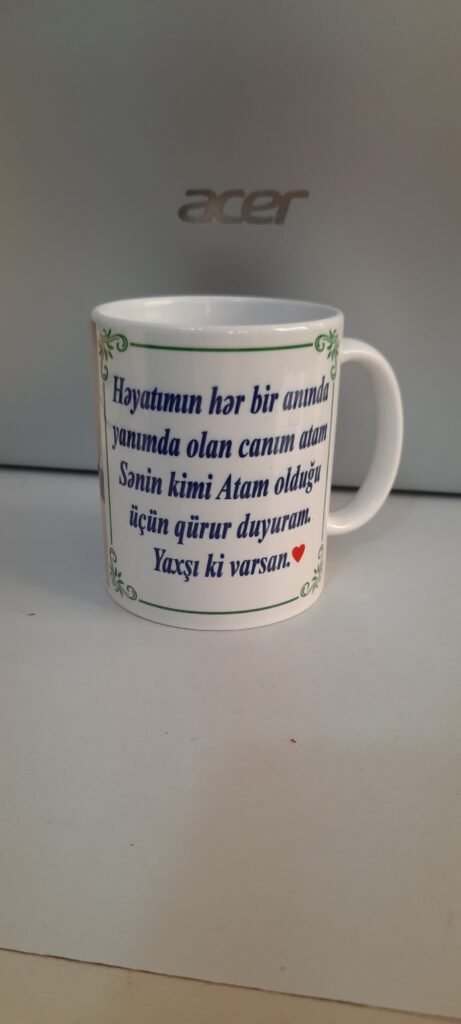 acer
Həyatımın hər bir anında
yanımda olan canım atam
Sənin kimi Atam olduğu
üçün qürur duyuram.
Yaxşı ki varsan.